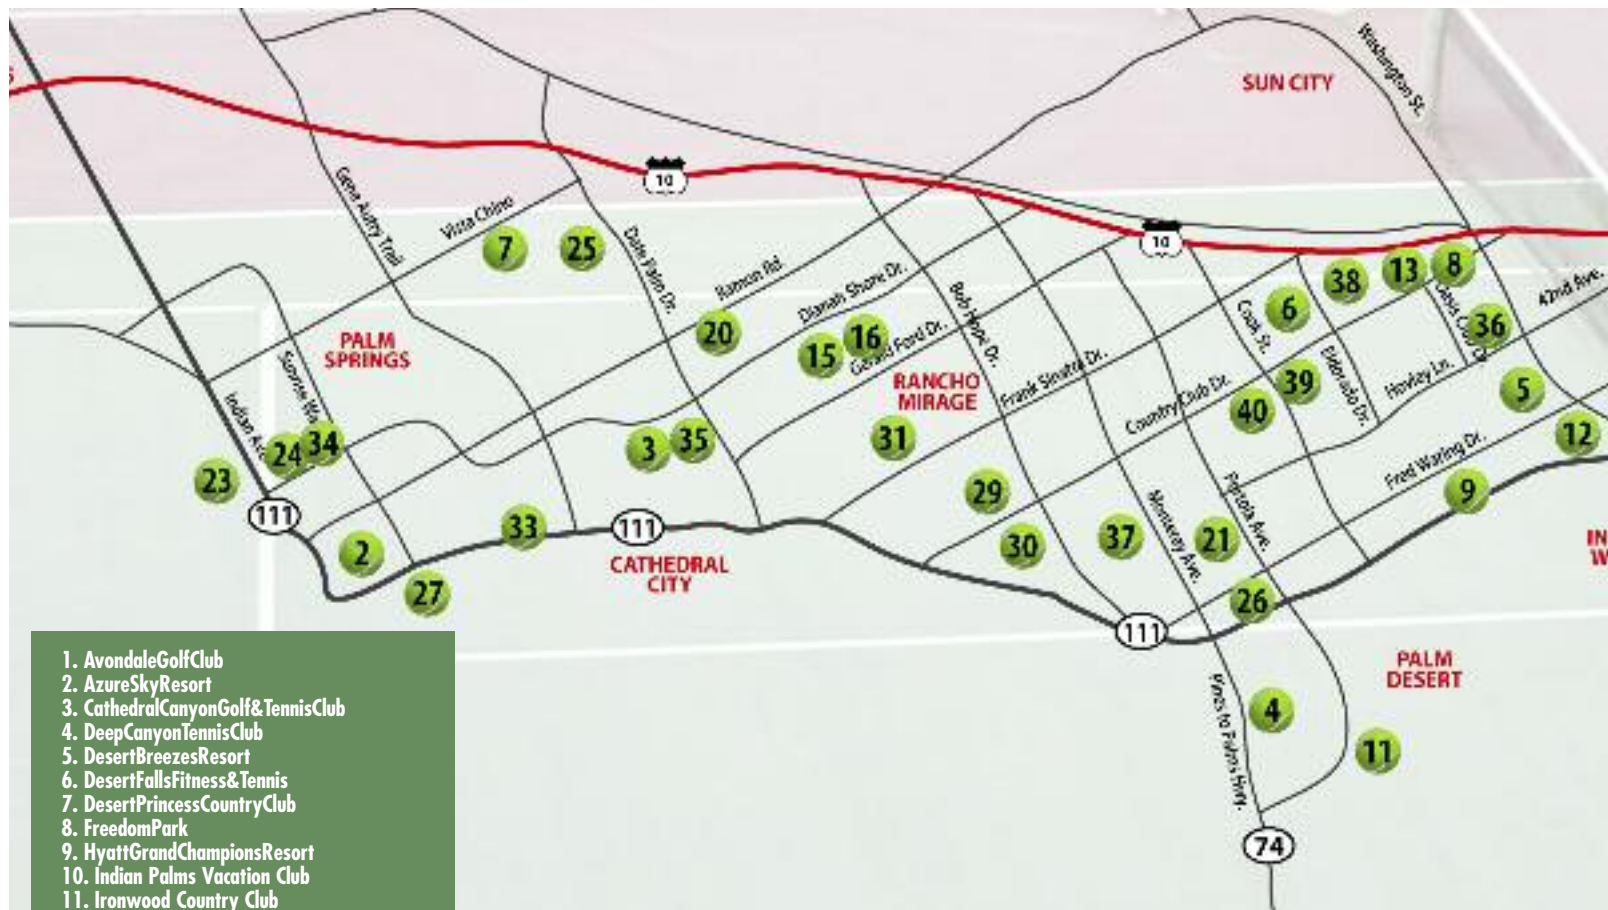 Washington St.
SUN CITY
S
10
Gene Autry Trail
Vista Chino
7
25
Date Palm Dr.
10
Ramon Rd.
Dianah Shore Dr.
Bob Hope Dr.
38
13
8
42nd Ave.
6
Cook St.
36
20
15
16
Gerald Ford Dr.
PALM
SPRINGS
Sunrise Wa
Indian Ave
RANCHO
MIRAGE
Frank Sinatra Dr.
Country Club Dr.
39
Eldorado Dr.
Hovley Ln.
5
40
12
24
34
23
3
35
31
Fred Waring Dr.
9
29
111
33
111
2
27
CATHEDRAL
CITY
30
37
Monterey Ave.
21
Portola Ave.
26
IN
W
111
PALM
DESERT
4
11
Pines to Palms Hwy.
74
1. AvondaleGolfClub
2. AzureSkyResort
3. CathedralCanyonGolf&TennisClub
4. DeepCanyonTennisClub
5. DesertBreezesResort
6. DesertFallsFitness&Tennis
7. DesertPrincessCountryClub
8. FreedomPark
9. HyattGrandChampionsResort
10. Indian Palms Vacation Club
11. Ironwood Country Club